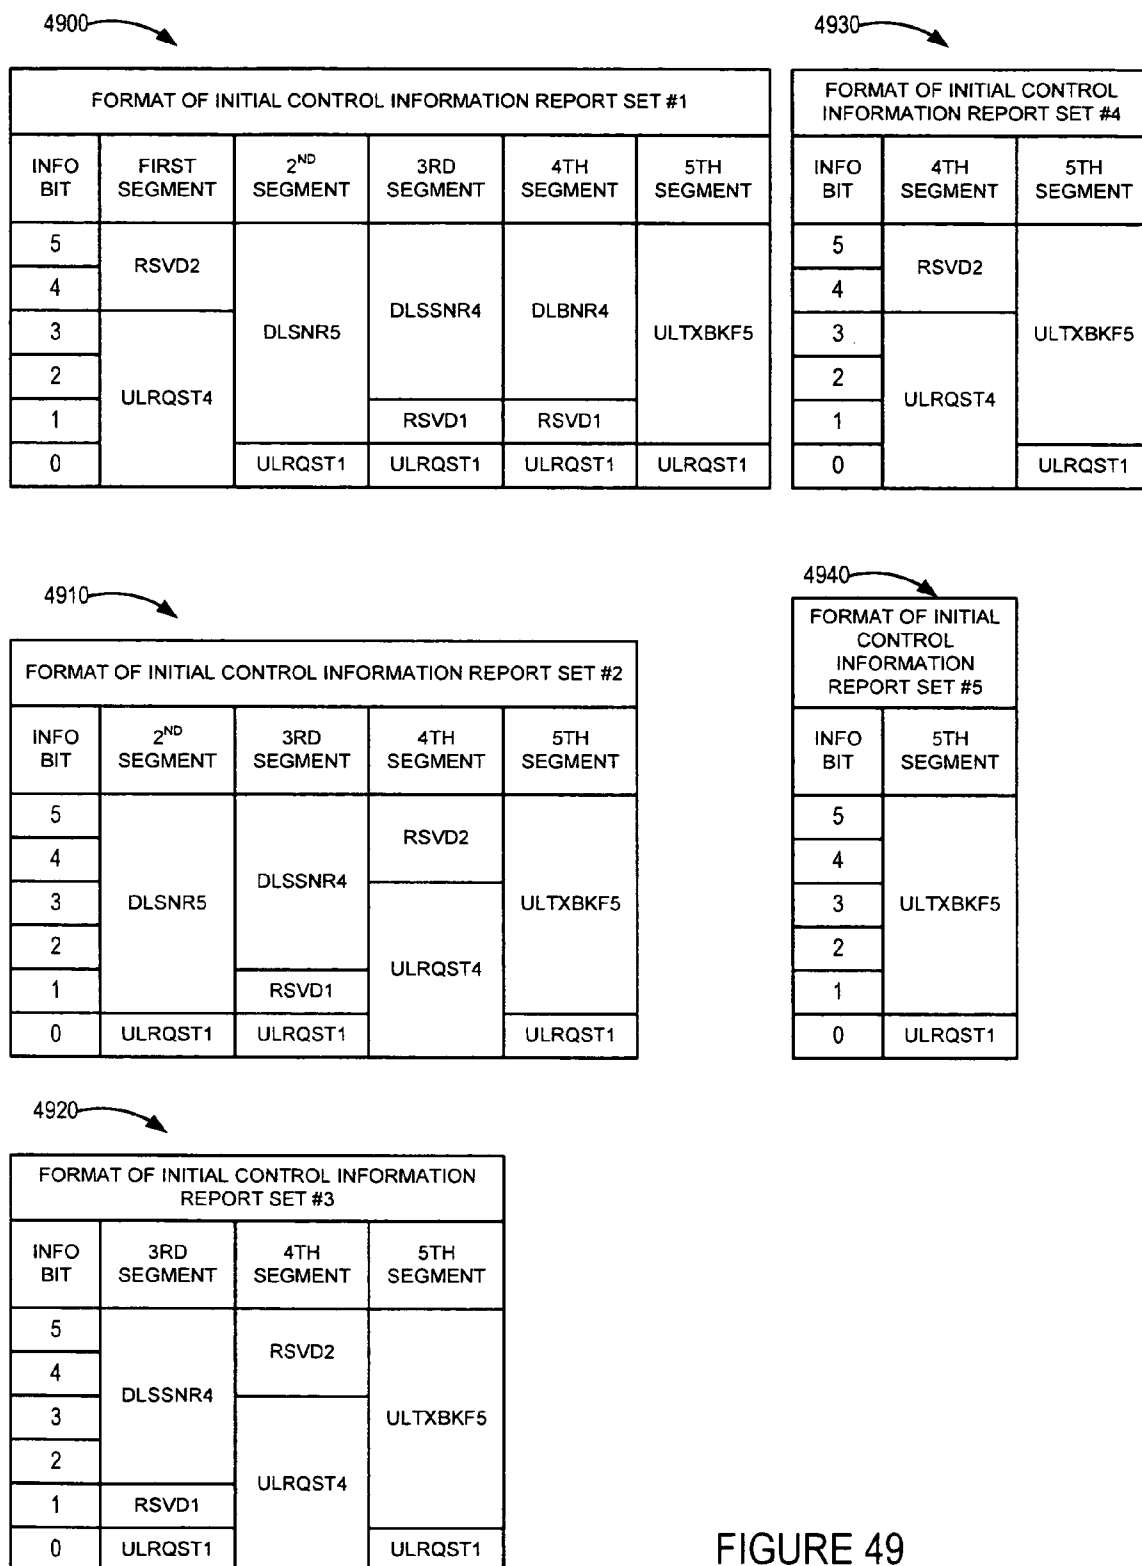 4900
FORMAT OF INITIAL CONTROL INFORMATION REPORT SET #1
INFO BIT FIRST SEGMENT 2ND SEGMENT 3RD SEGMENT 4TH SEGMENT 5TH SEGMENT
5
4
3
2
1
0
RSVD2
ULRQST4
DLSNR5
ULRQST1
DLSSNR4
RSVD1
ULRQST1
DLBNR4
RSVD1
ULRQST1
ULTXBKF5
ULRQST1
4930
FORMAT OF INITIAL CONTROL
INFORMATION REPORT SET #4
INFO BIT 4TH SEGMENT 5TH SEGMENT
5
4
3
2
1
0
RSVD2
ULRQST4
ULTXBKF5
ULRQST1
4910
FORMAT OF INITIAL CONTROL INFORMATION REPORT SET #2
INFO BIT 2ND SEGMENT 3RD SEGMENT 4TH SEGMENT 5TH SEGMENT
5
4
3
2
1
0
DLSNR5
ULRQST1
DLSSNR4
RSVD1
ULRQST1
RSVD2
ULRQST4
ULTXBKF5
ULRQST1
4940
FORMAT OF INITIAL
CONTROL
INFORMATION
REPORT SET #5
INFO BIT 5TH SEGMENT
5
4
3
2
1
0
ULTXBKF5
ULRQST1
4920
FORMAT OF INITIAL CONTROL INFORMATION
REPORT SET #3
INFO BIT 3RD SEGMENT 4TH SEGMENT 5TH SEGMENT
5
4
3
2
1
0
DLSSNR4
RSVD1
ULRQST1
RSVD2
ULRQST4
ULTXBKF5
ULRQST1
FIGURE 49